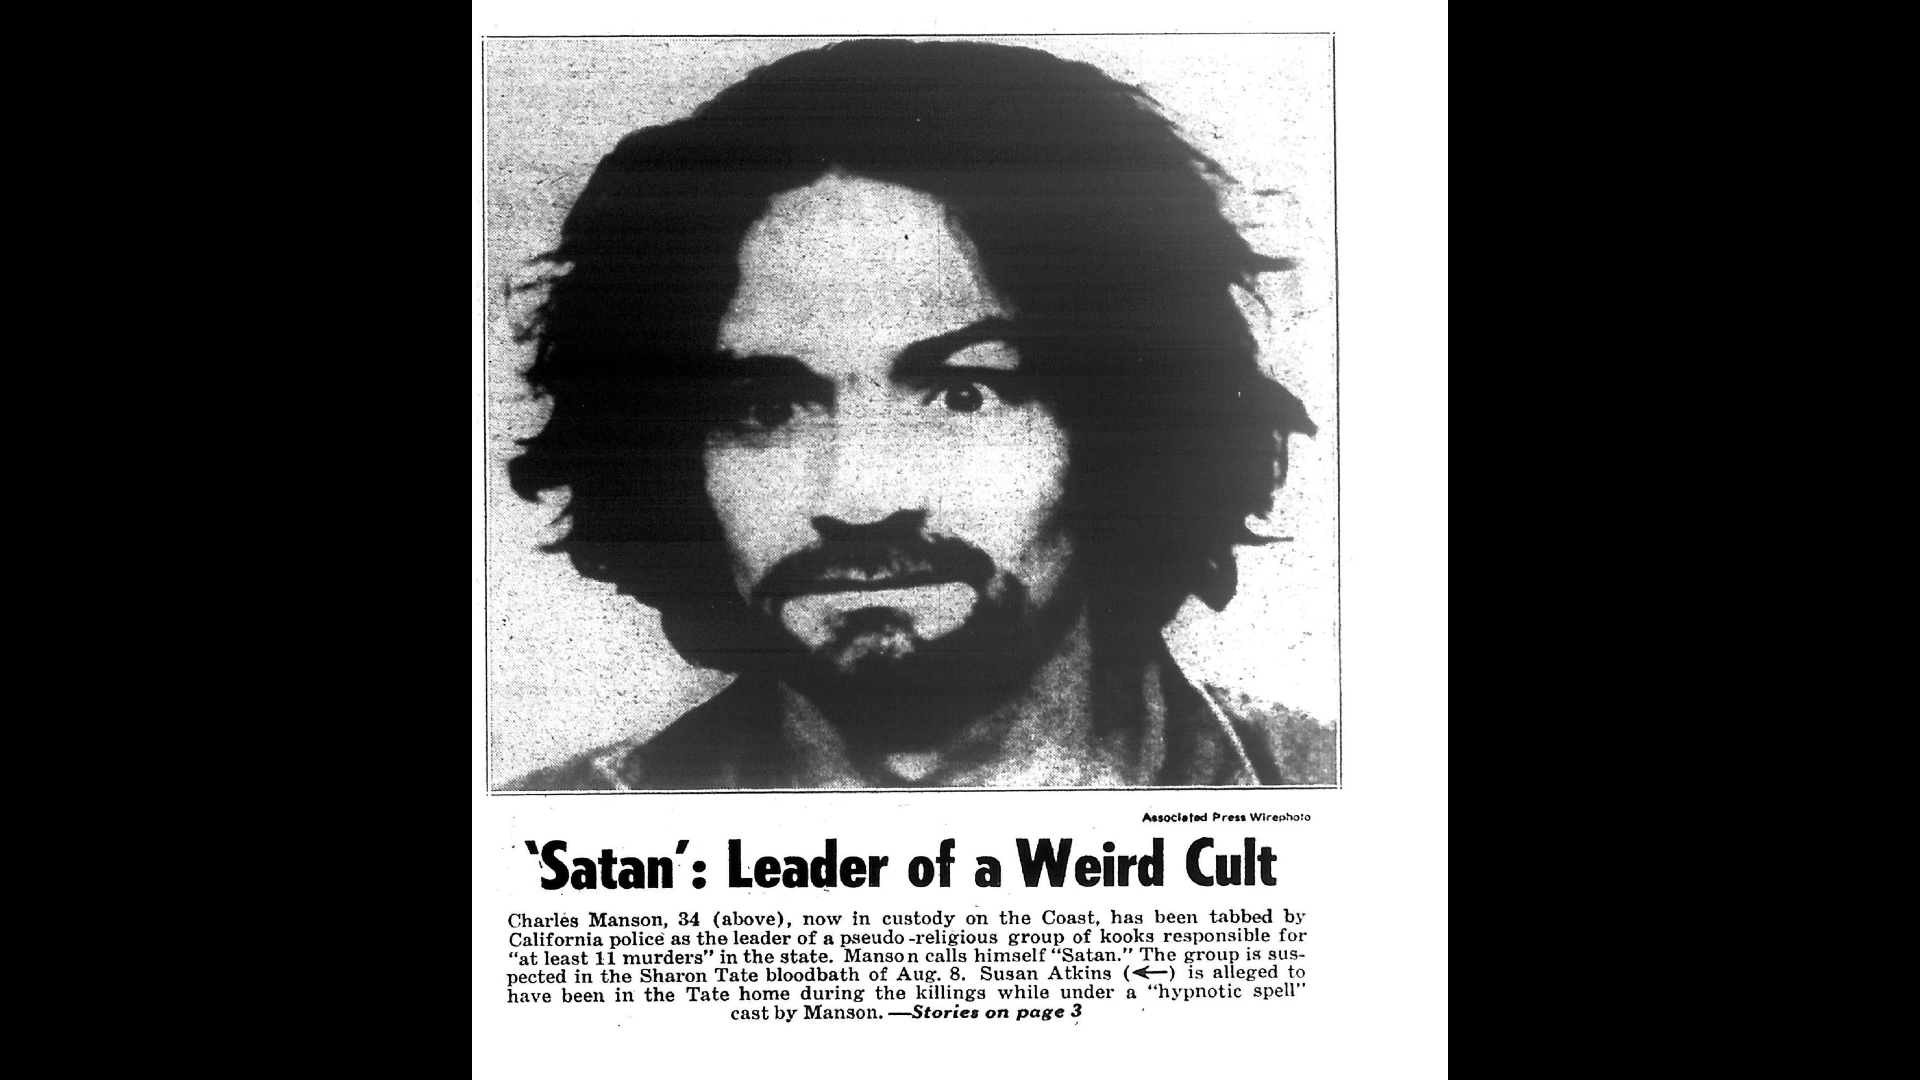 Associated Press Wirephoto
'Satan': Leader of a Weird Cult
Charles Manson, 34 (above), now in custody on the Coast, has been tabbed by
California police as the leader of a pseudo-religious group of kooks responsible for
"at least 11 murders" in the state. Manson calls himself "Satan." The group is sus-
pected in the Sharon Tate bloodbath of Aug. 8. Susan Atkins (←) is alleged to
have been in the Tate home during the killings while under a "hypnotic spell"
cast by Manson. —Stories on page 3